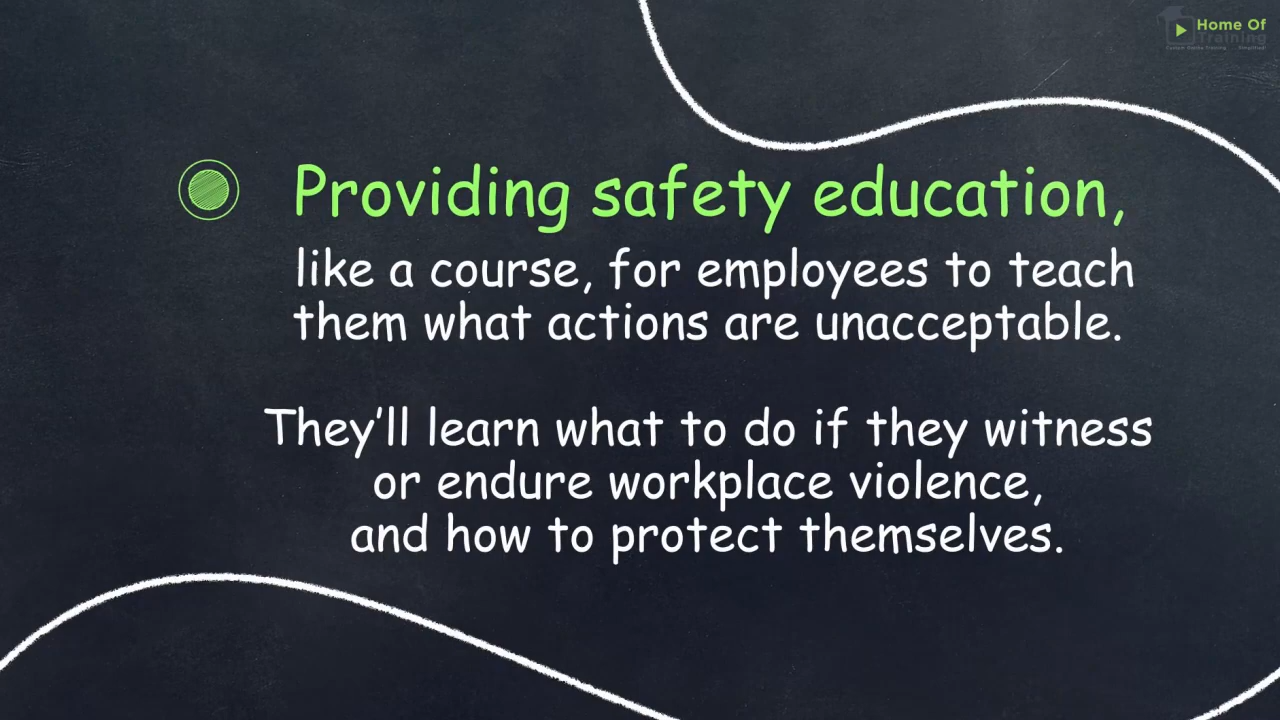 Home Of
Training
Providing safety education,
like a course, for employees to teach
them what actions are unacceptable.
They'll learn what to do if they witness
or endure workplace violence,
and how to protect themselves.